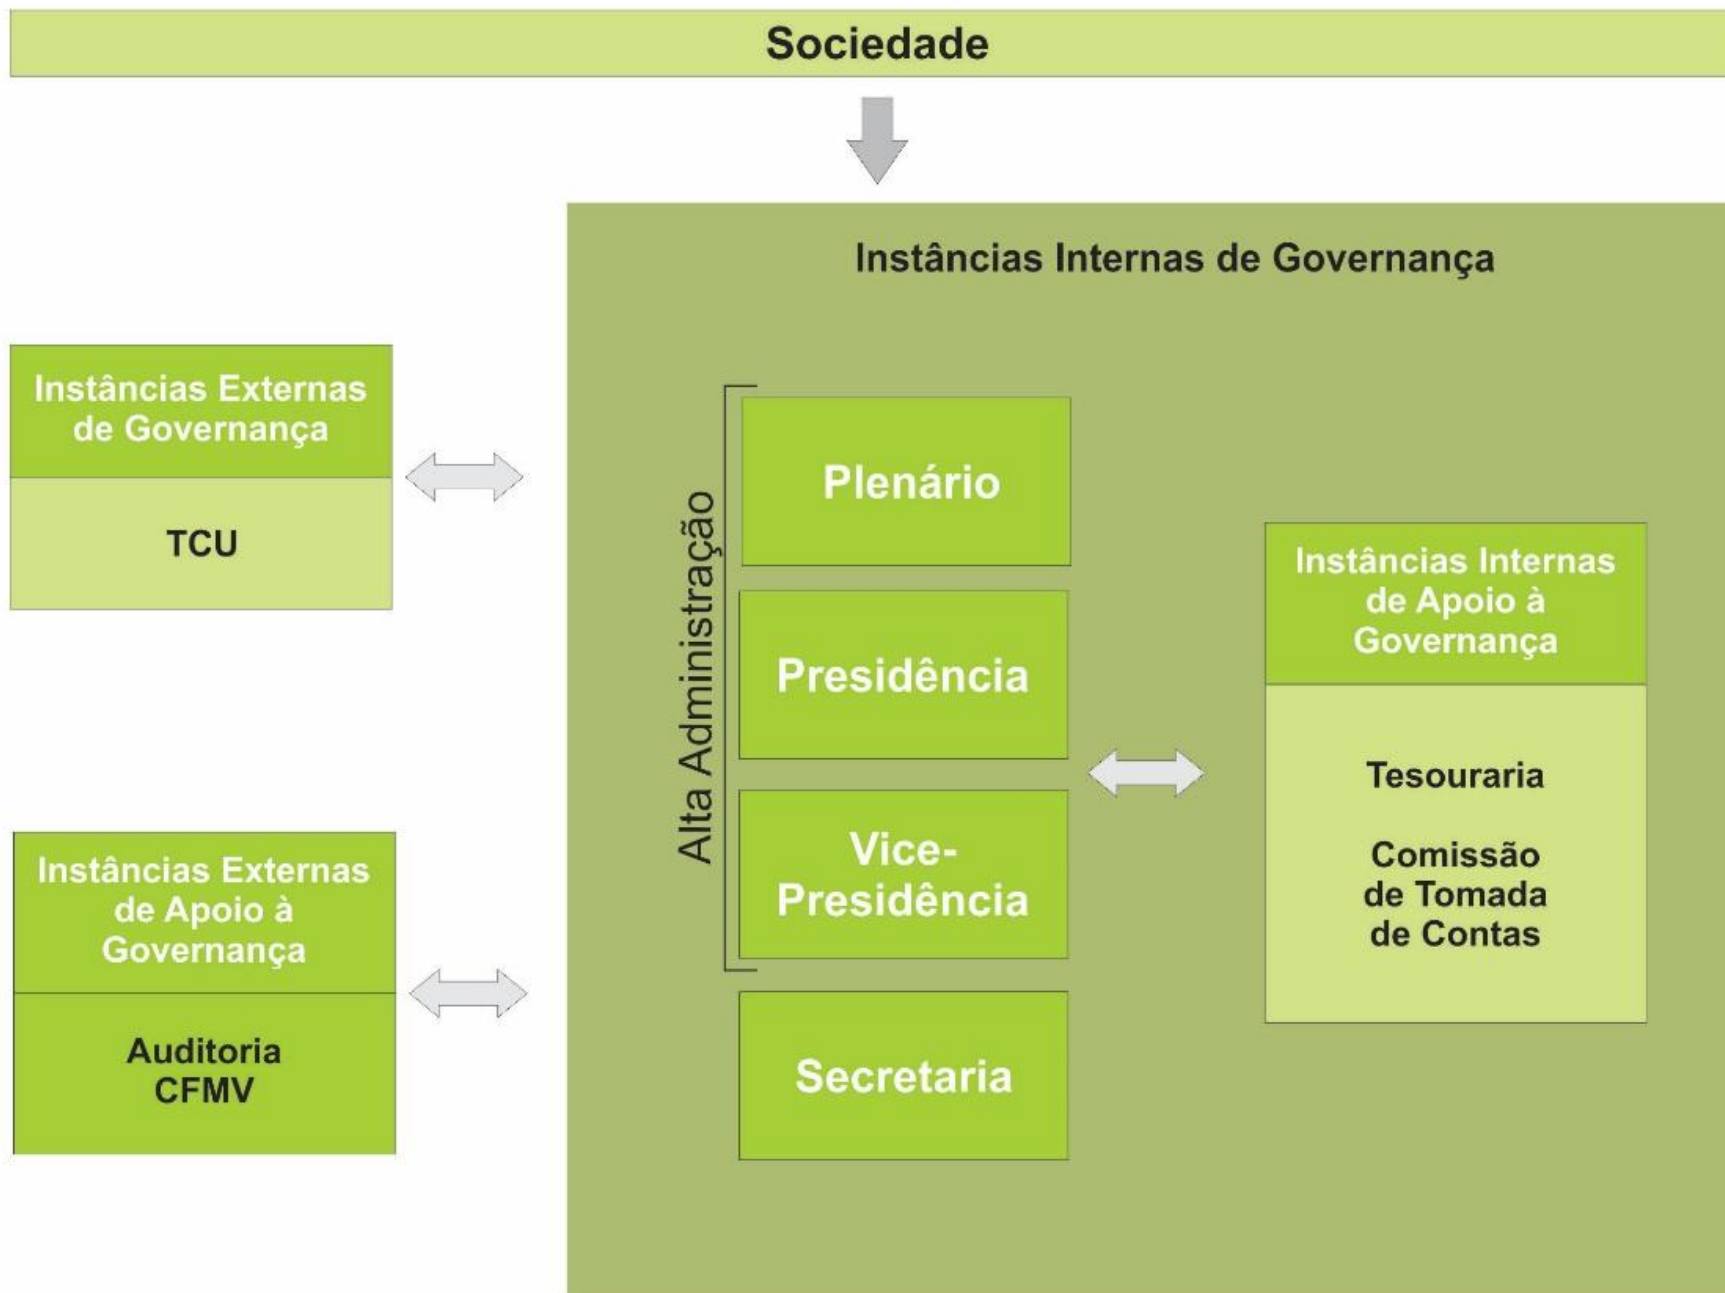 Sociedade
Instâncias Internas de Governança
Instâncias Externas
de Governança
TCU
Instâncias Externas
de Apoio à
Governança
Auditoria
CFMV
Alta Administração
Plenário
Presidência
Vice-
Presidência
Secretaria
Instâncias Internas
de Apoio à
Governança
Tesouraria
Comissão
de Tomada
de Contas